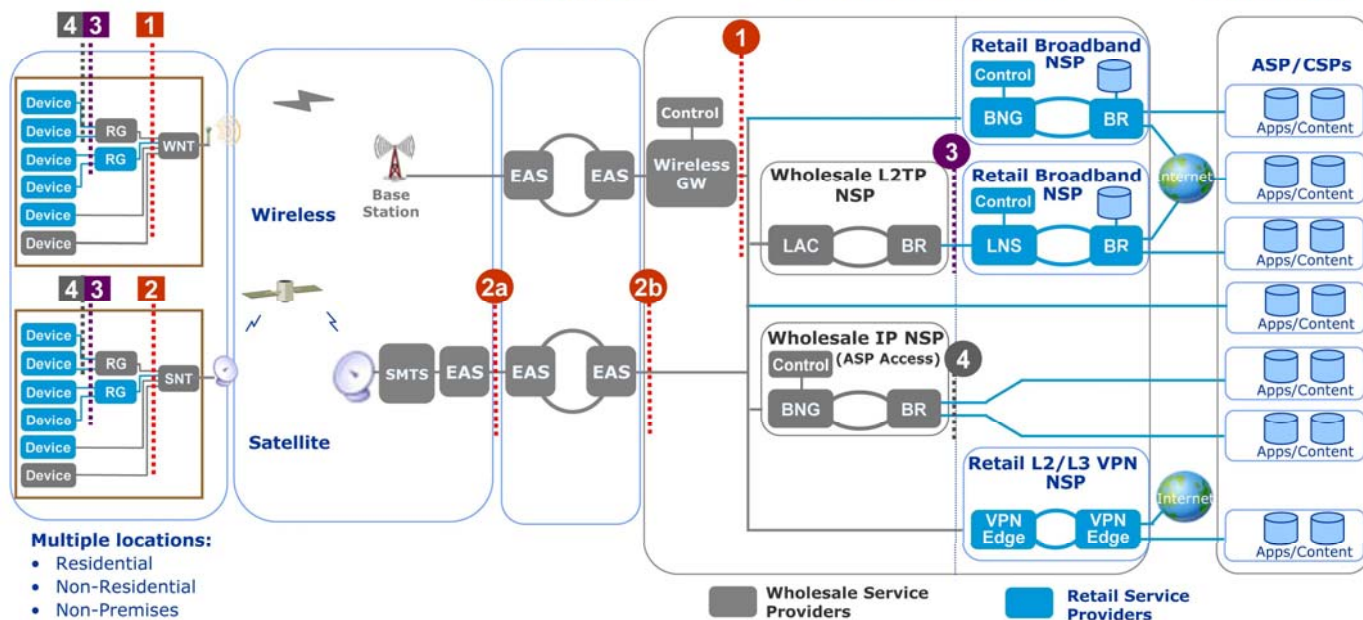 4 3 1
Device
Device
Device
Device
Device
Device
RG
RG
WNT
4 3 2
Device
Device
Device
Device
Device
Device
RG
RG
SNT
Multiple locations:
• Residential
• Non-Residential
• Non-Premises
Wireless
Base
Station
Satellite
SMTS
EAS
2a
EAS
EAS
EAS
EAS
2b
Control
Wireless
GW
1
Wholesale L2TP
NSP
LAC
BR
3
Wholesale IP NSP
(ASP Access)
Control
BNG
BR
4
Retail Broadband
NSP
Control
BNG
BR
Retail Broadband
NSP
Control
LNS
BR
Internet
Retail L2/L3 VPN
NSP
VPN
Edge
VPN
Edge
Internet
ASP/CSPs
Apps/Content
Apps/Content
Apps/Content
Apps/Content
Apps/Content
Apps/Content
Apps/Content
Wholesale Service
Providers
Retail Service
Providers